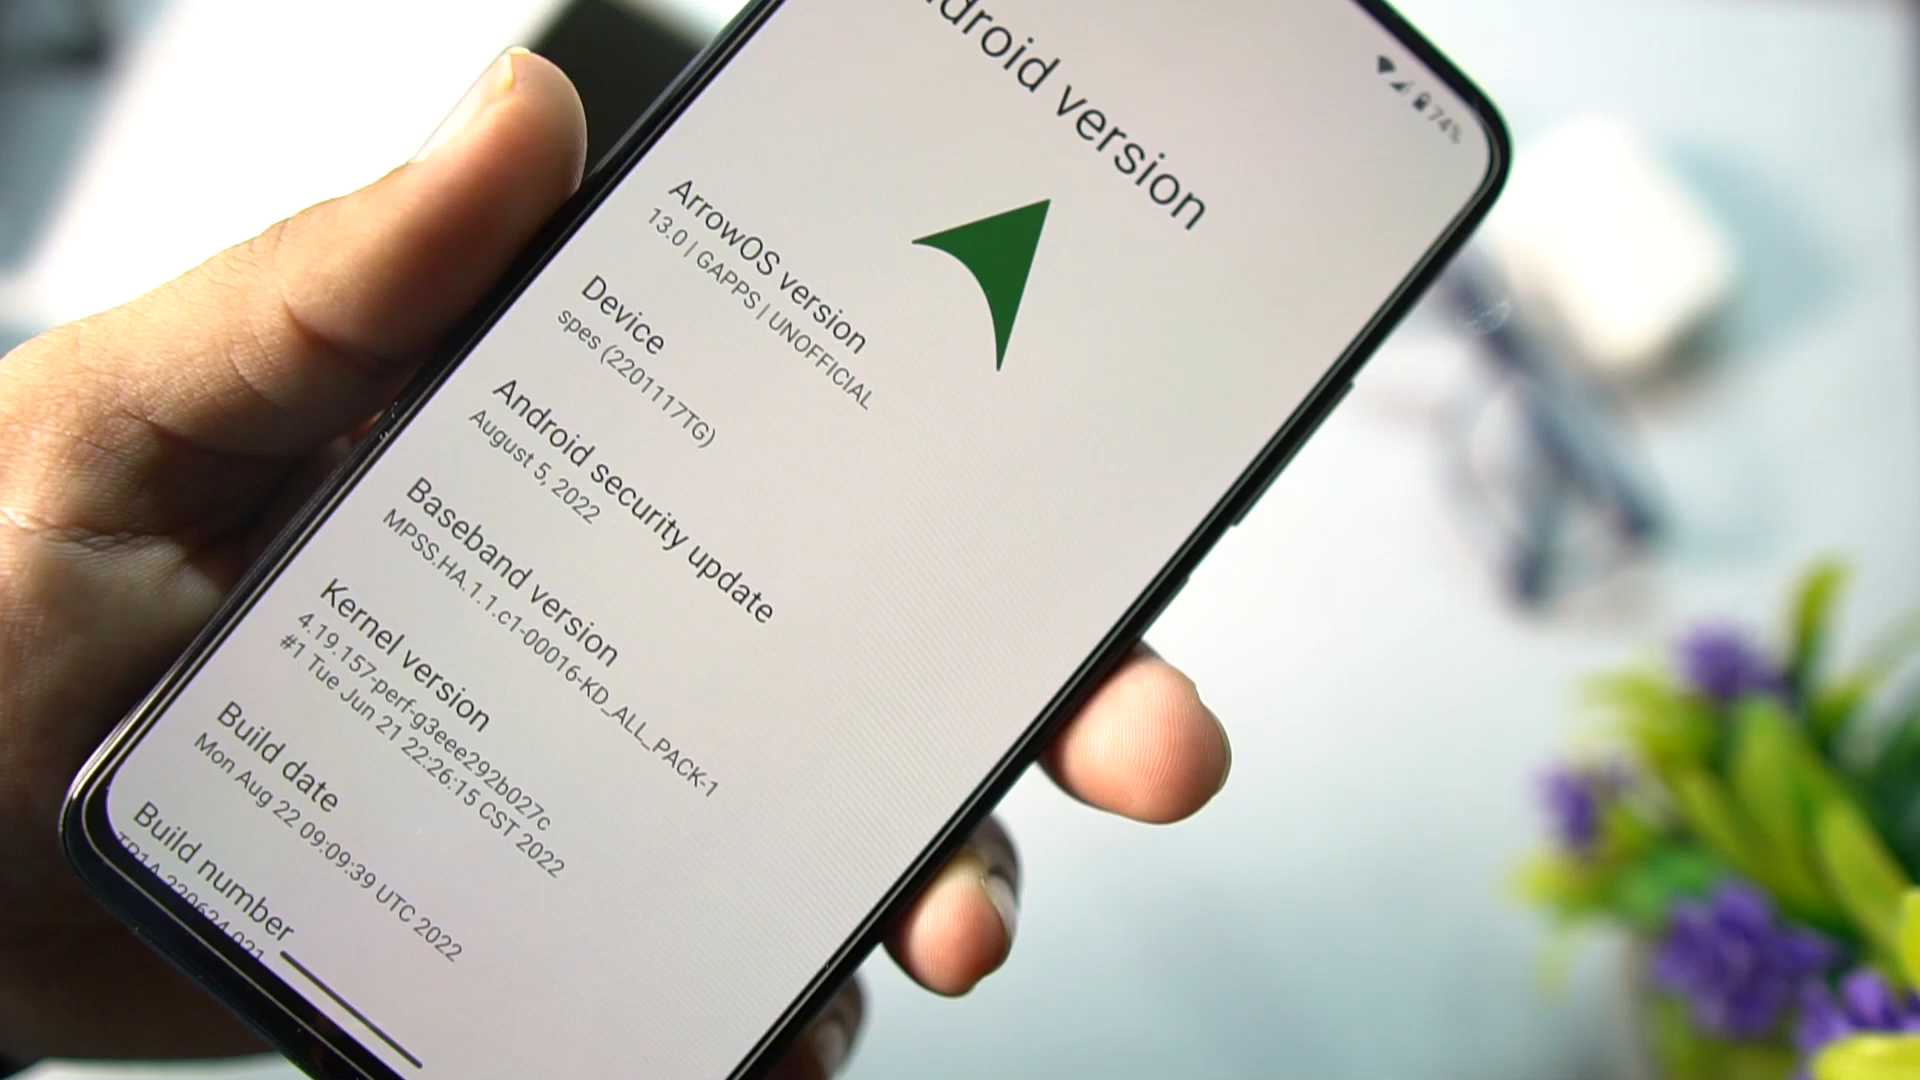 74%
ndroid version
ArrowOS version
13.0 | GAPPS | UNOFFICIAL
Device
spes (2201117TG)
Android security update
August 5, 2022
Baseband version
MPSS.HA.1.1.c1-00016-KD_ALL_PACK-1
Kernel version
4.19.157-perf-g3eee292b027c
#1 Tue Jun 21 22:26:15 CST 2022
Build date
Mon Aug 22 09:09:39 UTC 2022
Build number